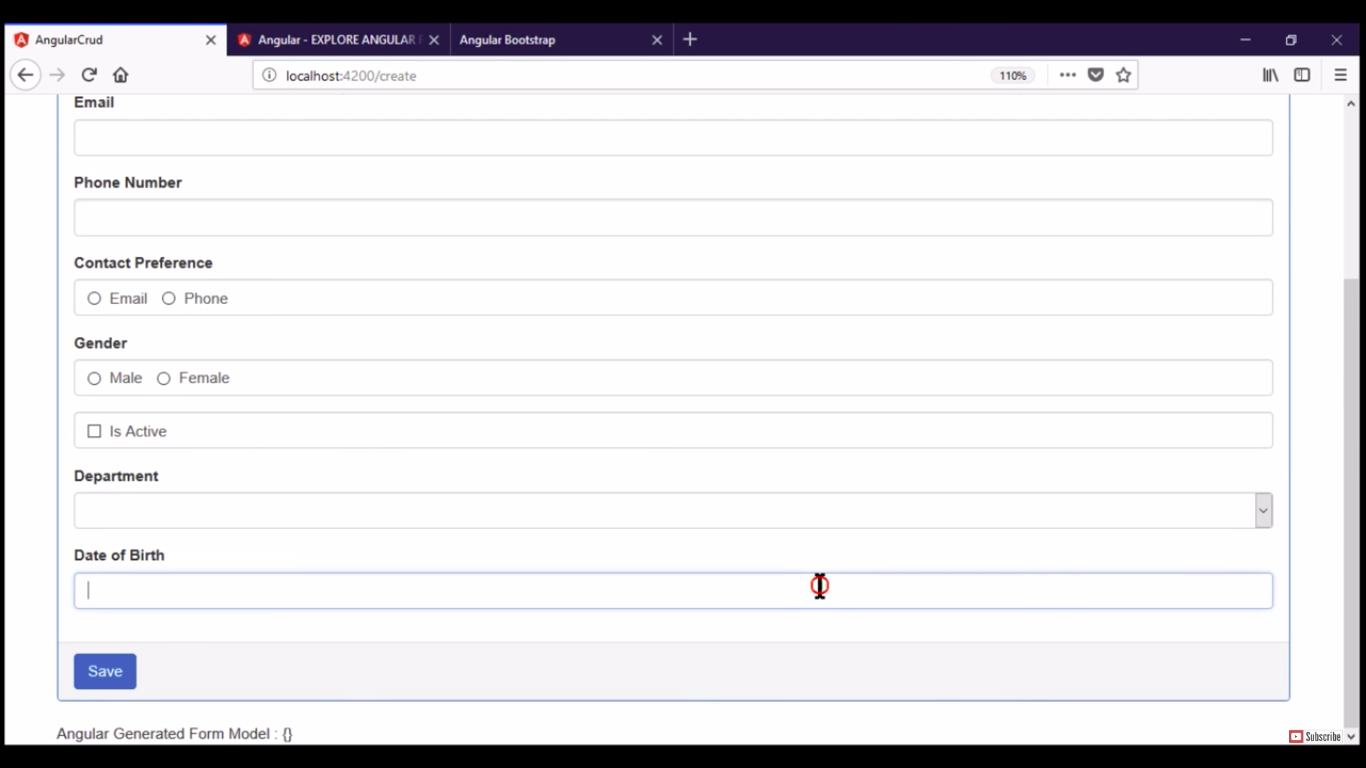 AngularCrud
Angular - EXPLORE ANGULAR
Angular Bootstrap
localhost:4200/create
110%
Email
Phone Number
Contact Preference
Email Phone
Gender
Male Female
Is Active
Department
Date of Birth
Save
Angular Generated Form Model : {}
Subscribe